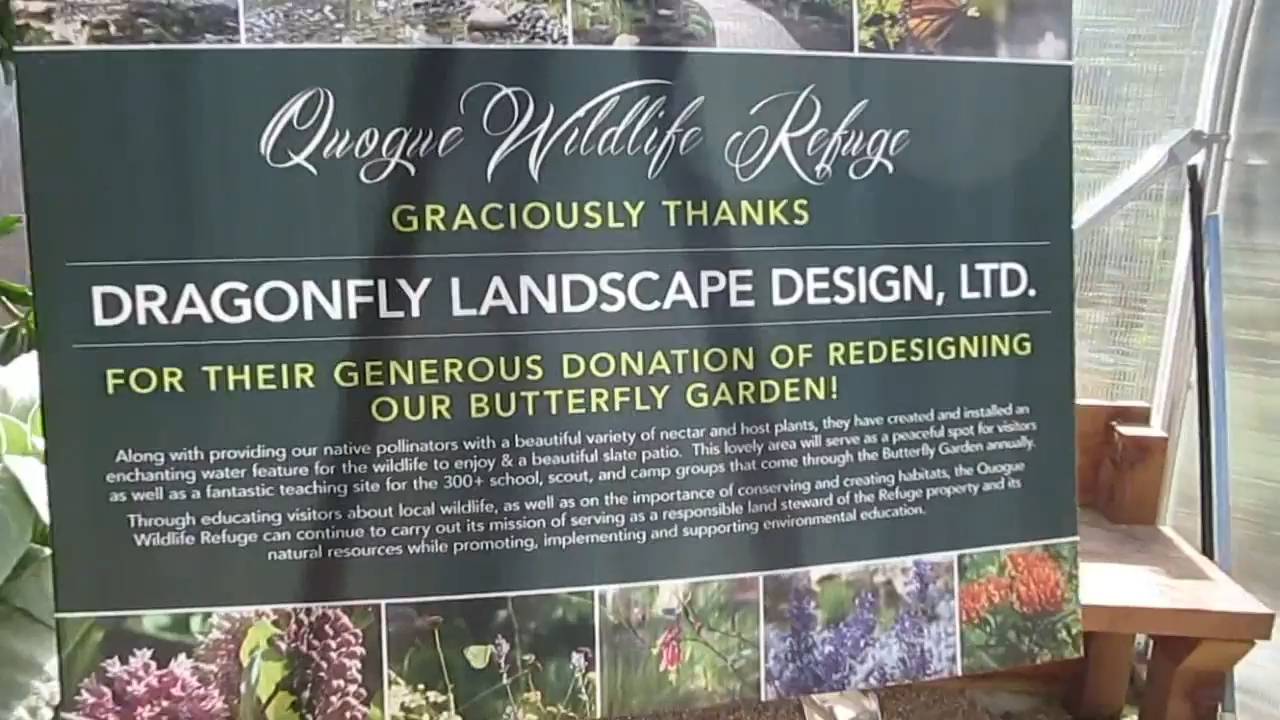 Quogue Wildlife Refuge
GRACIOUSLY THANKS
DRAGONFLY LANDSCAPE DESIGN, LTD.
FOR THEIR GENEROUS DONATION OF REDESIGNING
OUR BUTTERFLY GARDEN!
Along with providing our native pollinators with a beautiful variety of nectar and host plants, they have created and installed an
enchanting water feature for the wildlife to enjoy & a beautiful slate patio. This lovely area will serve as a peaceful spot for visitors
as well as a fantastic teaching site for the 300+ school, scout, and camp groups that come through the Butterfly Garden annually.
Through educating visitors about local wildlife, as well as on the importance of conserving and creating habitats, the Quogue
Wildlife Refuge can continue to carry out its mission of serving as a responsible land steward of the Refuge property and its
natural resources while promoting, implementing and supporting environmental education.